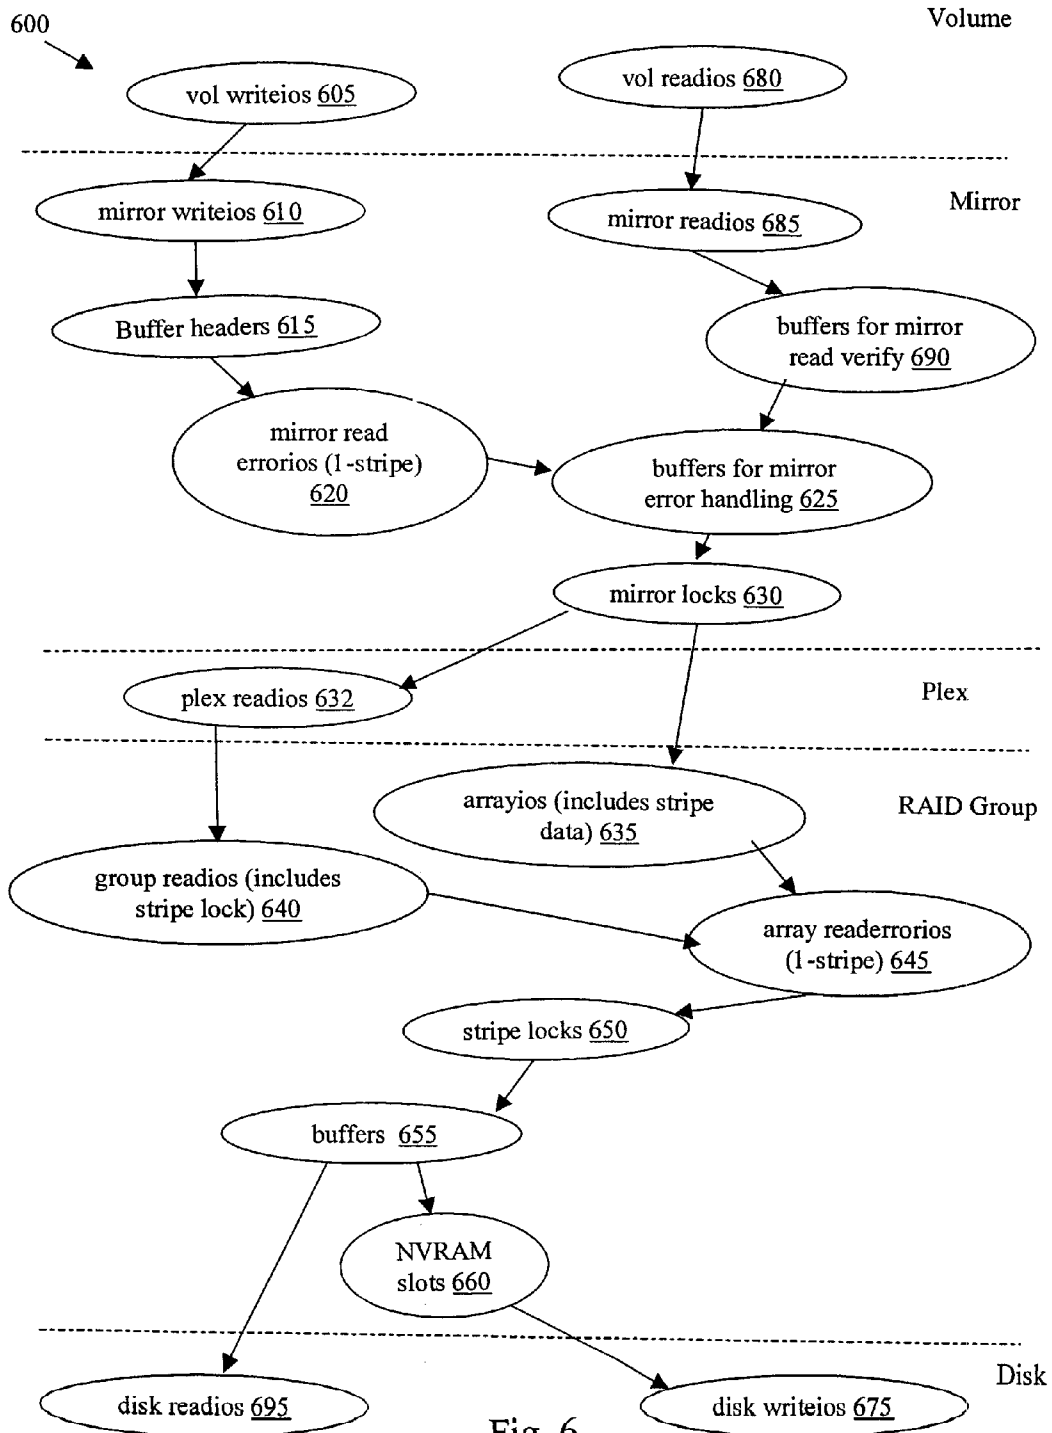 600
Volume
vol writeios 605
vol readios 680
Mirror
mirror writeios 610
mirror readios 685
Buffer headers 615
buffers for mirror
read verify 690
mirror read
errorios (1-stripe)
620
buffers for mirror
error handling 625
mirror locks 630
Plex
plex readios 632
RAID Group
arrayios (includes stripe
data) 635
group readios (includes
stripe lock) 640
array readerrorios
(1-stripe) 645
stripe locks 650
buffers 655
NVRAM
slots 660
Disk
disk readios 695
disk writeios 675
Fig. 6